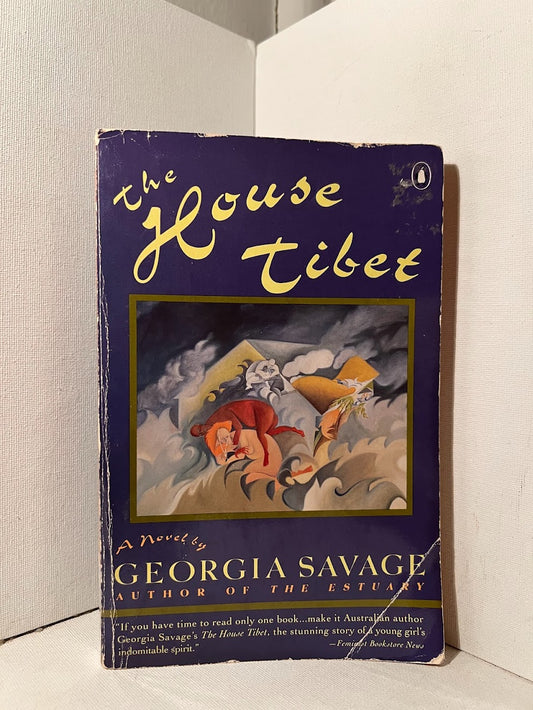 the
House
Tibet
A Novel by
GEORGIA SAVAGE
AUTHOR OF THE ESTUARY
"If you have time to read only one book...make it Australian author
Georgia Savage's The House Tibet, the stunning story of a young girl's
indomitable spirit."
—Feminist Bookstore News